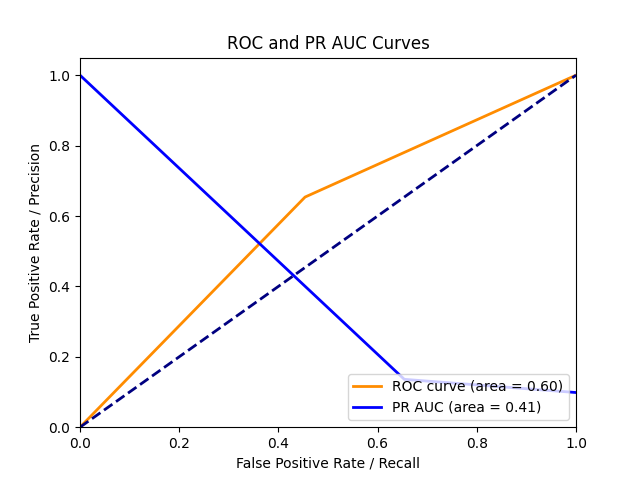 ROC and PR AUC Curves
True Positive Rate / Precision
1.0
0.8
0.6
0.4
0.2
0.0
ROC curve (area = 0.60)
PR AUC (area = 0.41)
0.0 0.2 0.4 0.6 0.8 1.0
False Positive Rate / Recall